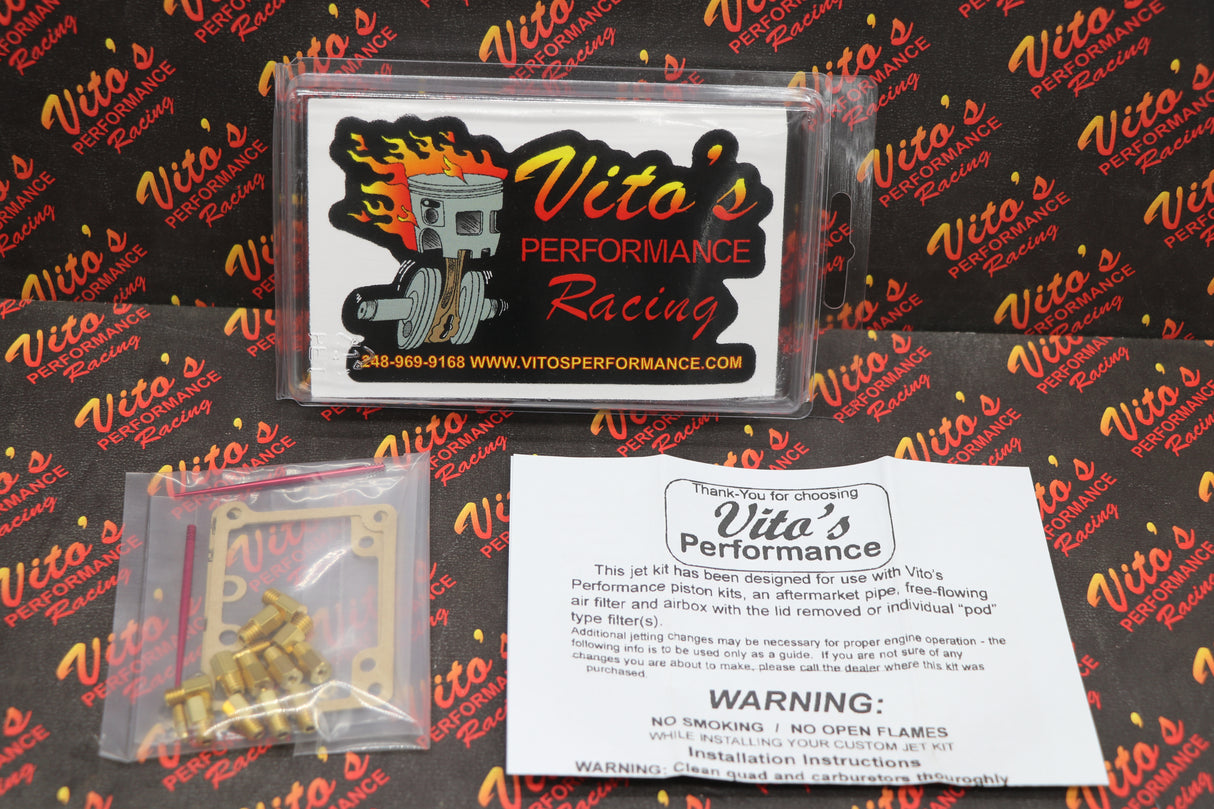 Vito's
PERFORMANCE
Racing
248-969-9168 WWW.VITOSPERFORMANCE.COM
Thank-You for choosing
Vito's
Performance
This jet kit has been designed for use with Vito's
Performance piston kits, an aftermarket pipe, free-flowing
air filter and airbox with the lid removed or individual "pod"
type filter(s).
Additional jetting changes may be necessary for proper engine operation - the
following info is to be used only as a guide. If you are not sure of any
changes you are about to make, please call the dealer where this kit was
purchased.
WARNING:
NO SMOKING / NO OPEN FLAMES
WHILE INSTALLING YOUR CUSTOM JET KIT
Installation Instructions
WARNING: Clean quad and carburetors thouroghly